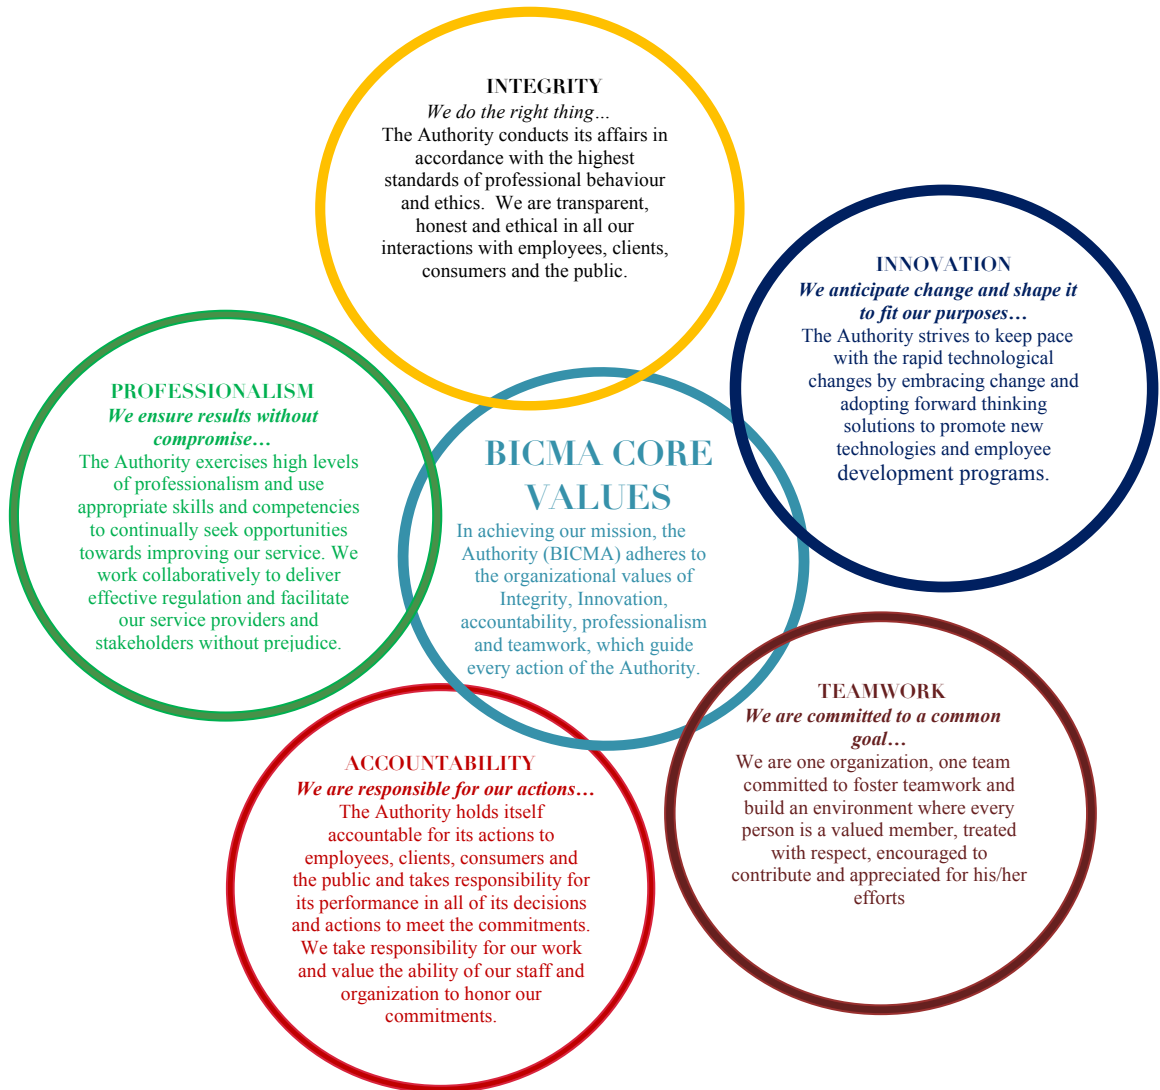 INTEGRITY
We do the right thing…
The Authority conducts its affairs in
accordance with the highest
standards of professional behaviour
and ethics.  We are transparent,
honest and ethical in all our
interactions with employees, clients,
consumers and the public.
INNOVATION
We anticipate change and shape it
to fit our purposes…
The Authority strives to keep pace
with the rapid technological
changes by embracing change and
adopting forward thinking
solutions to promote new
technologies and employee
development programs.
PROFESSIONALISM
We ensure results without
compromise…
The Authority exercises high levels
of professionalism and use
appropriate skills and competencies
to continually seek opportunities
towards improving our service. We
work collaboratively to deliver
effective regulation and facilitate
our service providers and
stakeholders without prejudice.
BICMA CORE
VALUES
In achieving our mission, the
Authority (BICMA) adheres to
the organizational values of
Integrity, Innovation,
accountability, professionalism
and teamwork, which guide
every action of the Authority.
TEAMWORK
We are committed to a common
goal…
We are one organization, one team
committed to foster teamwork and
build an environment where every
person is a valued member, treated
with respect, encouraged to
contribute and appreciated for his/her
efforts
ACCOUNTABILITY
We are responsible for our actions…
The Authority holds itself
accountable for its actions to
employees, clients, consumers and
the public and takes responsibility for
its performance in all of its decisions
and actions to meet the commitments.
We take responsibility for our work
and value the ability of our staff and
organization to honor our
commitments.